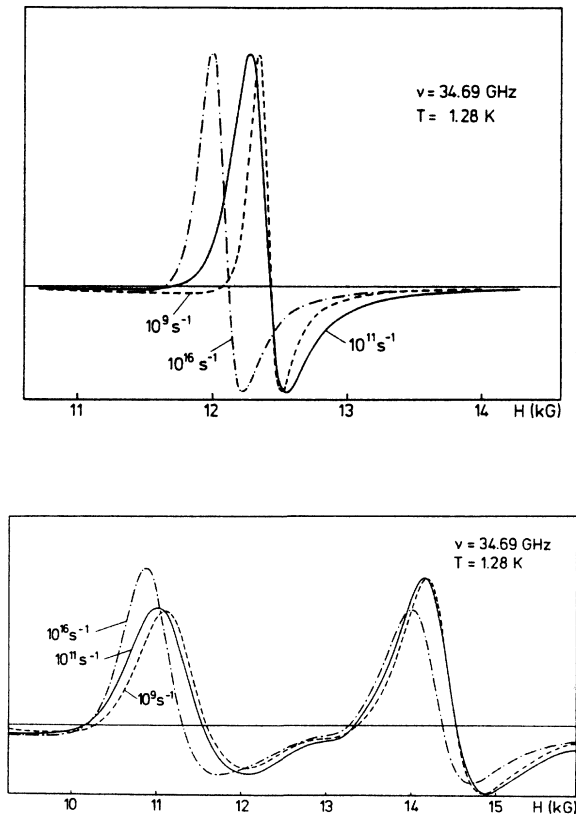 ν = 34.69 GHz
T = 1.28 K
10⁹ s⁻¹
10¹⁶ s⁻¹
10¹¹ s⁻¹
11 12 13 14 H (kG)
ν = 34.69 GHz
T = 1.28 K
10¹⁶ s⁻¹
10¹¹ s⁻¹
10⁹ s⁻¹
10 11 12 13 14 15 H (kG)